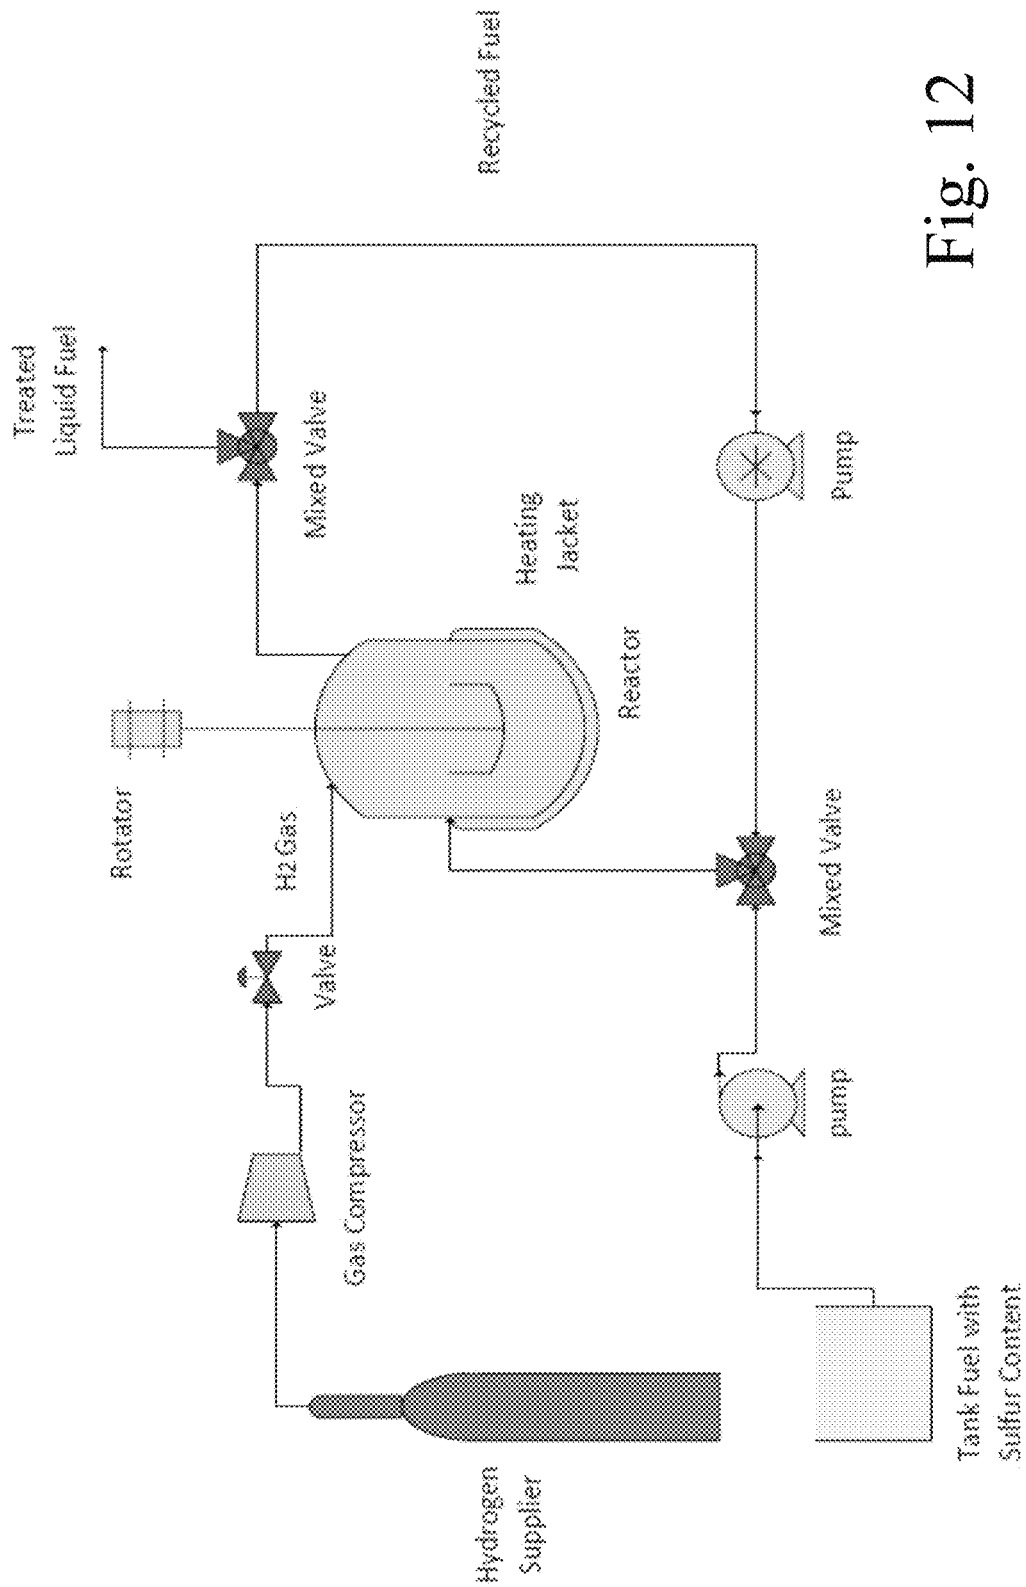 Treated
Liquid Fuel
Rotator
H2 Gas
Mixed Valve
Valve
Gas Compressor
Recycled Fuel
Heating
Jacket
Hydrogen
Supplier
Reactor
Mixed Valve
Pump
pump
Tank Fuel with
Sulfur Content
Fig. 12